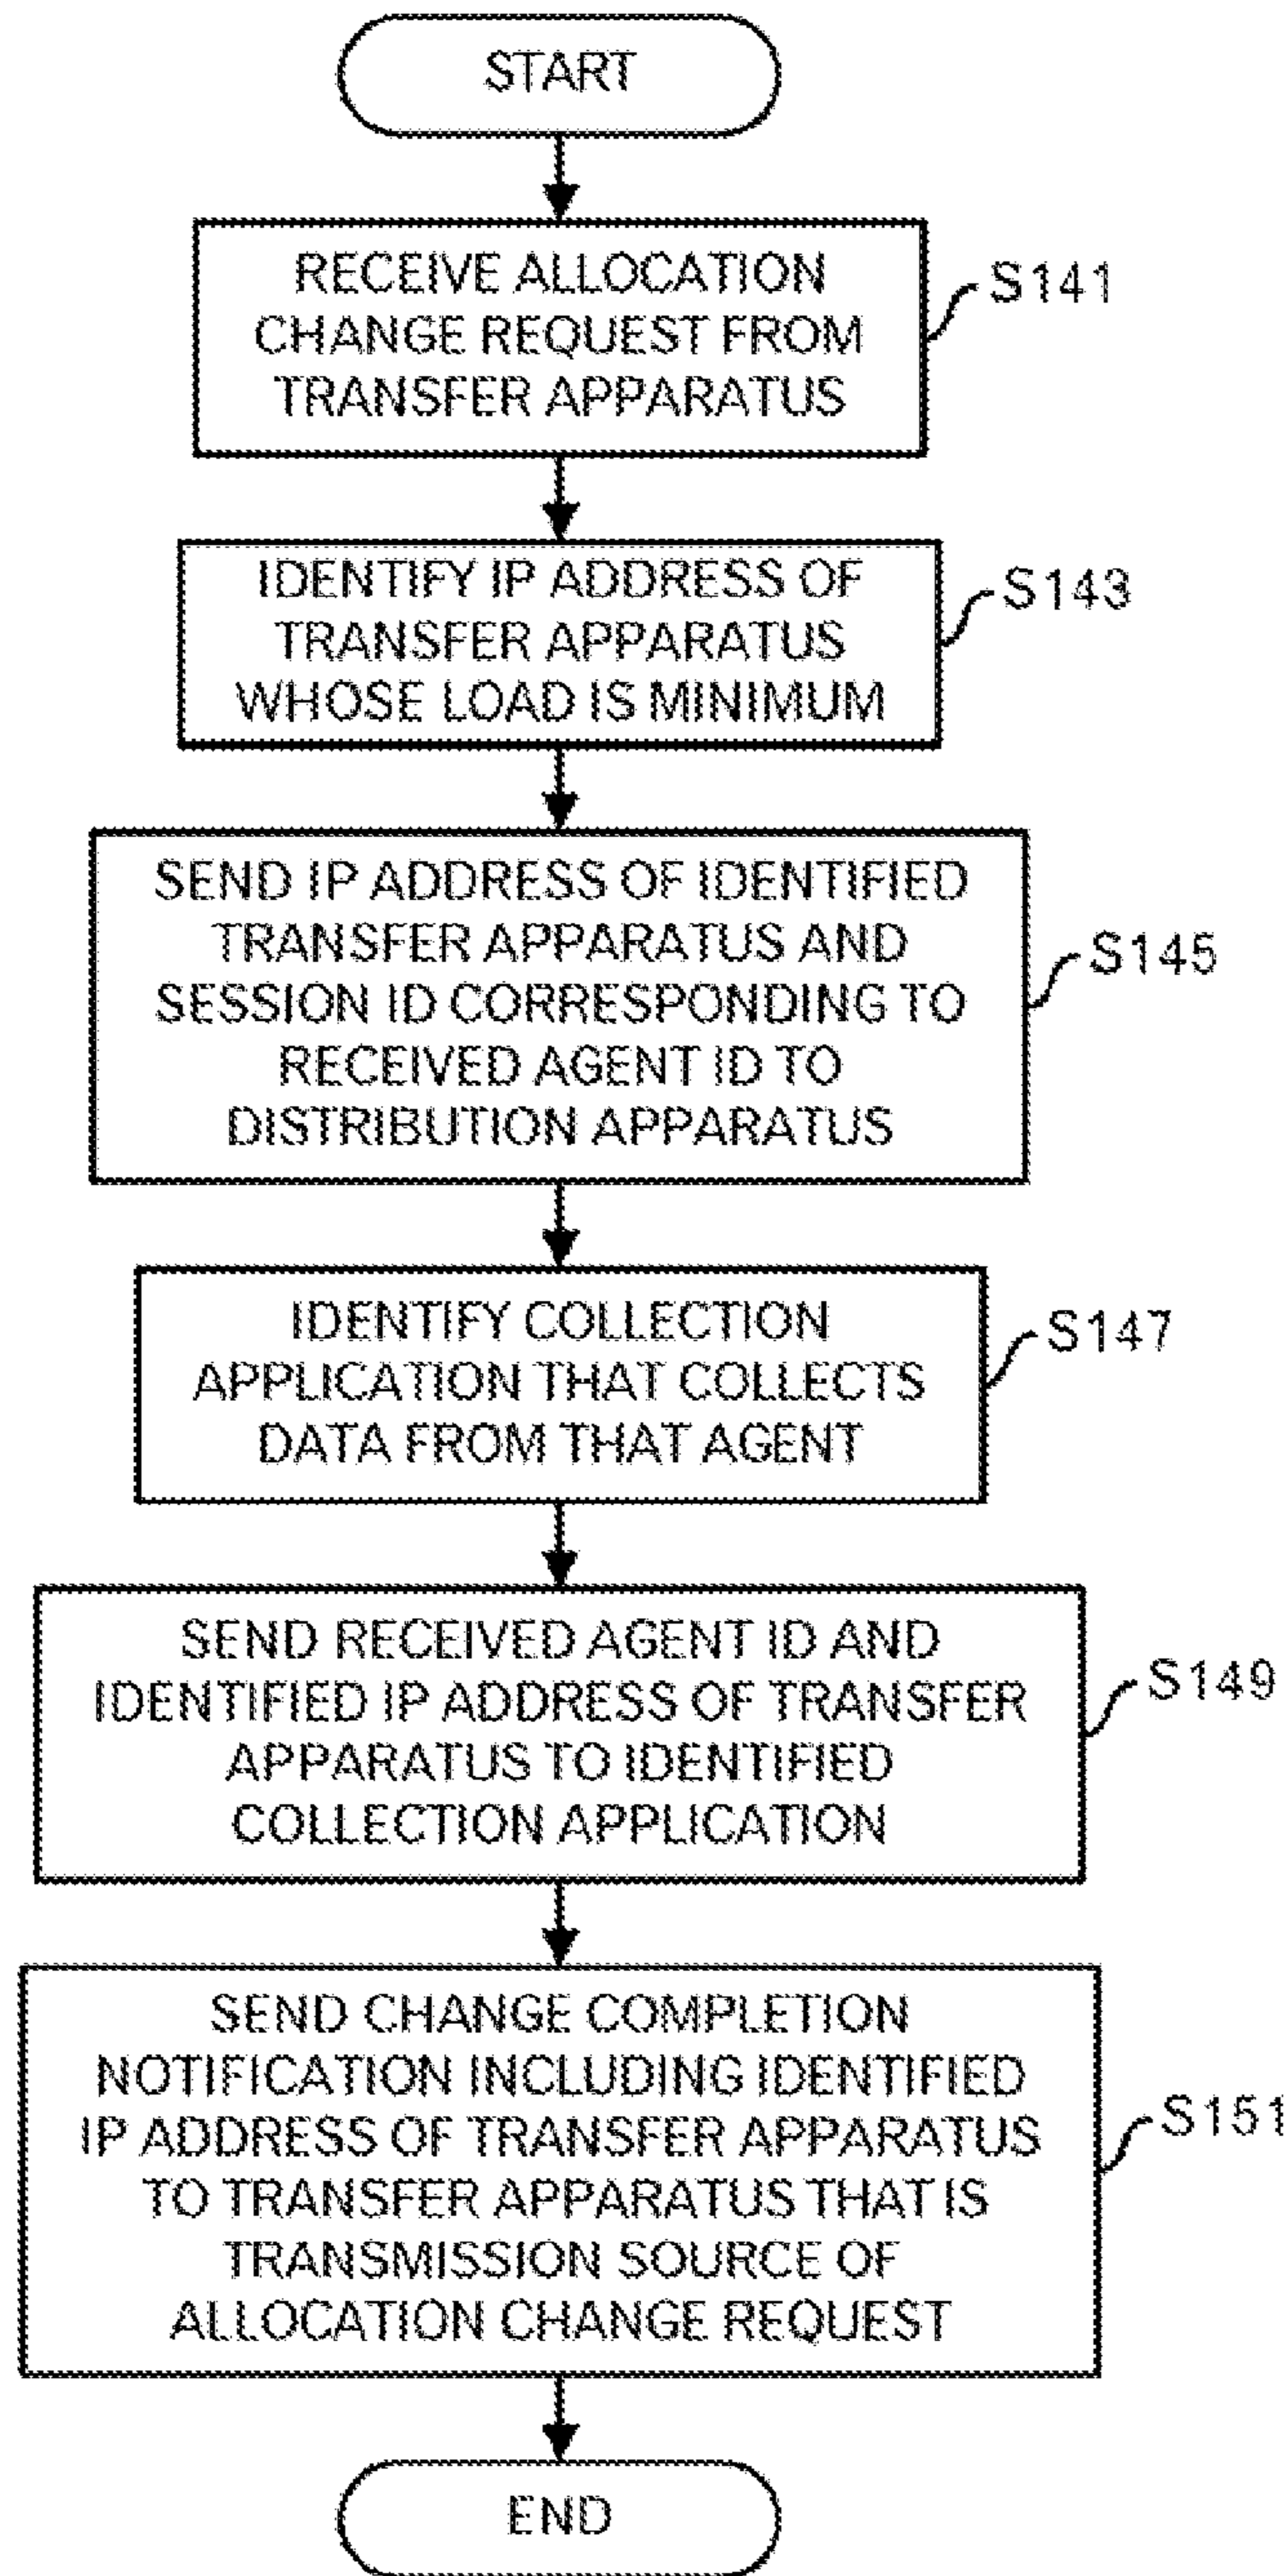 START
RECEIVE ALLOCATION
CHANGE REQUEST FROM
TRANSFER APPARATUS
S141
IDENTIFY IP ADDRESS OF
TRANSFER APPARATUS
WHOSE LOAD IS MINIMUM
S143
SEND IP ADDRESS OF IDENTIFIED
TRANSFER APPARATUS AND
SESSION ID CORRESPONDING TO
RECEIVED AGENT ID TO
DISTRIBUTION APPARATUS
S145
IDENTIFY COLLECTION
APPLICATION THAT COLLECTS
DATA FROM THAT AGENT
S147
SEND RECEIVED AGENT ID AND
IDENTIFIED IP ADDRESS OF TRANSFER
APPARATUS TO IDENTIFIED
COLLECTION APPLICATION
S149
SEND CHANGE COMPLETION
NOTIFICATION INCLUDING IDENTIFIED
IP ADDRESS OF TRANSFER APPARATUS
TO TRANSFER APPARATUS THAT IS
TRANSMISSION SOURCE OF
ALLOCATION CHANGE REQUEST
S151
END